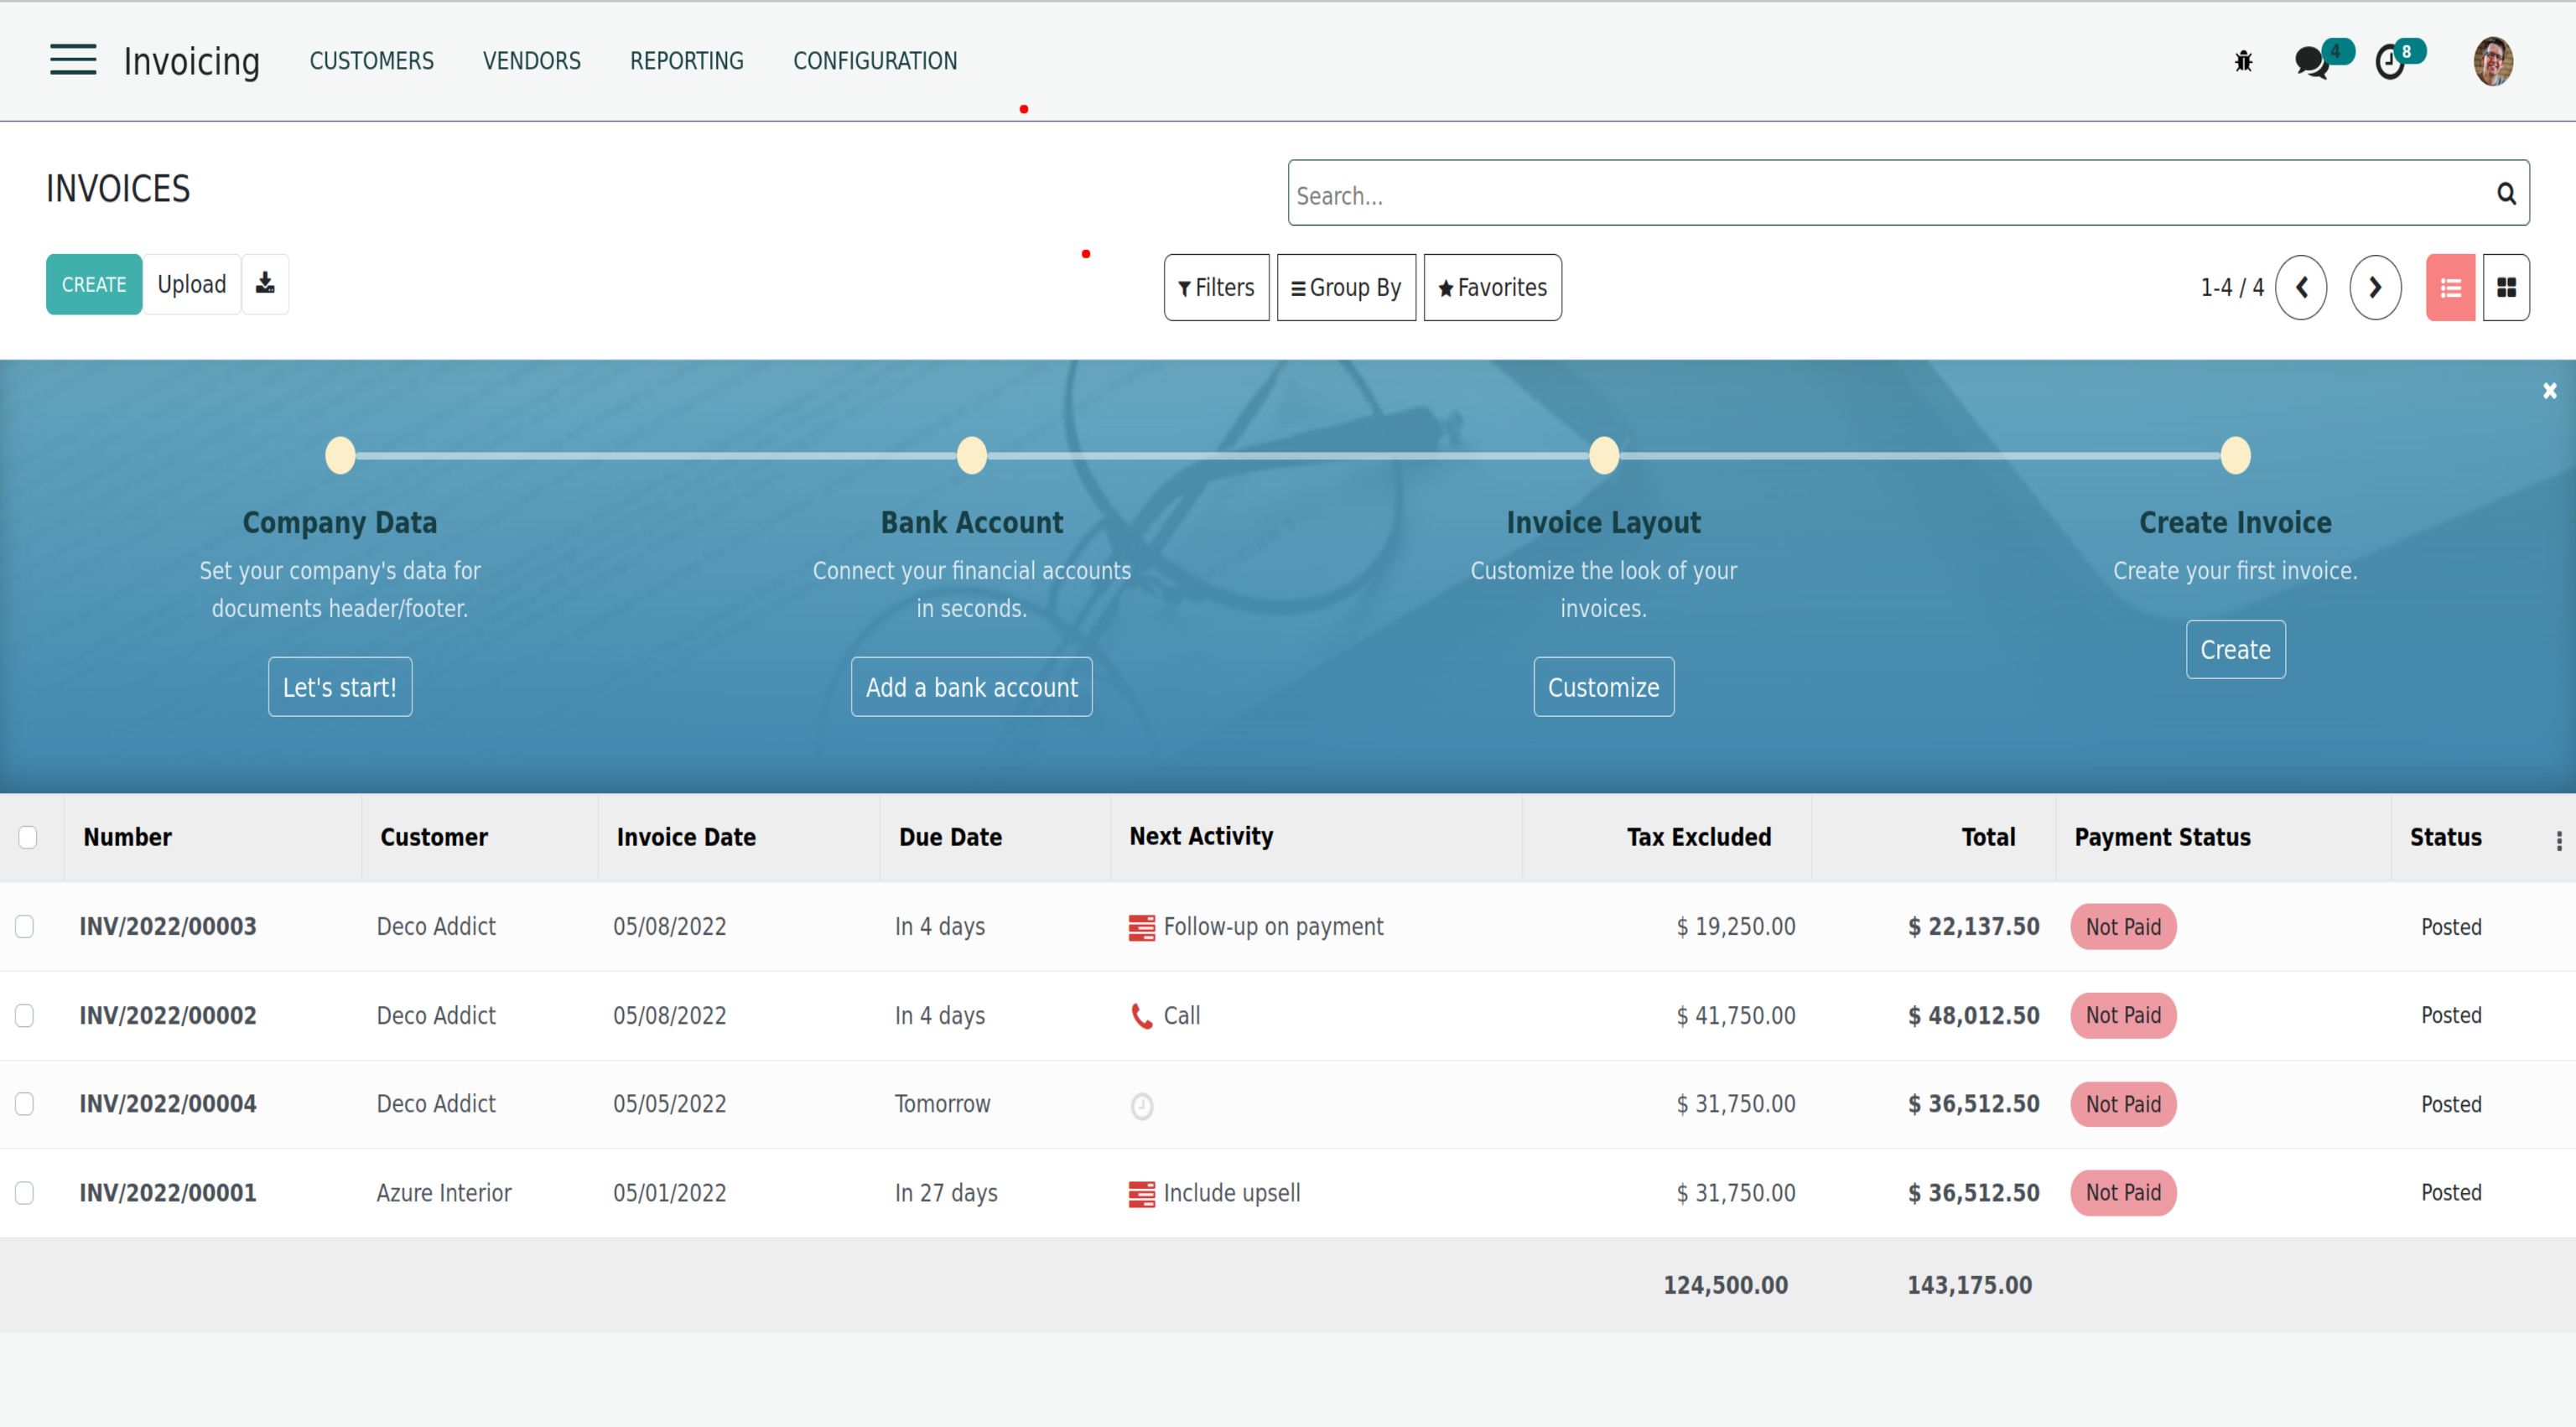 Invoicing CUSTOMERS VENDORS REPORTING CONFIGURATION 4 8
INVOICES
Search...
CREATE Upload Filters Group By Favorites 1-4 / 4
Company Data Bank Account Invoice Layout Create Invoice
Set your company's data for Connect your financial accounts Customize the look of your Create your first invoice.
documents header/footer. in seconds. invoices.
Create
Let's start! Add a bank account Customize
Number Customer Invoice Date Due Date Next Activity Tax Excluded Total Payment Status Status
INV/2022/00003 Deco Addict 05/08/2022 In 4 days Follow-up on payment $ 19,250.00 $ 22,137.50 Not Paid Posted
INV/2022/00002 Deco Addict 05/08/2022 In 4 days Call $ 41,750.00 $ 48,012.50 Not Paid Posted
INV/2022/00004 Deco Addict 05/05/2022 Tomorrow $ 31,750.00 $ 36,512.50 Not Paid Posted
INV/2022/00001 Azure Interior 05/01/2022 In 27 days Include upsell $ 31,750.00 $ 36,512.50 Not Paid Posted
124,500.00 143,175.00